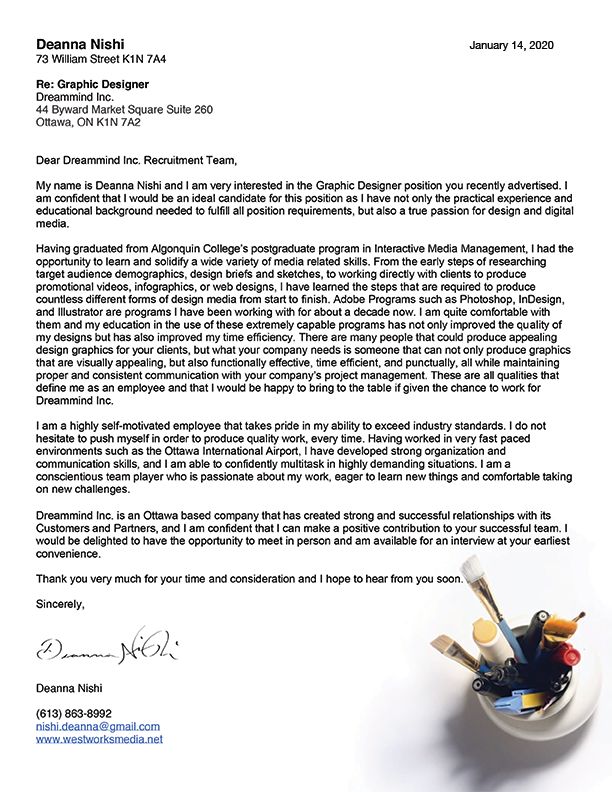 Deanna Nishi January 14, 2020
73 William Street K1N 7A4
Re: Graphic Designer
Dreammind Inc.
44 Byward Market Square Suite 260
Ottawa, ON K1N 7A2
Dear Dreammind Inc. Recruitment Team,
My name is Deanna Nishi and I am very interested in the Graphic Designer position you recently advertised. I
am confident that I would be an ideal candidate for this position as I have not only the practical experience and
educational background needed to fulfill all position requirements, but also a true passion for design and digital
media.
Having graduated from Algonquin College's postgraduate program in Interactive Media Management, I had the
opportunity to learn and solidify a wide variety of media related skills. From the early steps of researching
target audience demographics, design briefs and sketches, to working directly with clients to produce
promotional videos, infographics, or web designs, I have learned the steps that are required to produce
countless different forms of design media from start to finish. Adobe Programs such as Photoshop, InDesign,
and Illustrator are programs I have been working with for about a decade now. I am quite comfortable with
them and my education in the use of these extremely capable programs has not only improved the quality of
my designs but has also improved my time efficiency. There are many people that could produce appealing
design graphics for your clients, but what your company needs is someone that can not only produce graphics
that are visually appealing, but also functionally effective, time efficient, and punctually, all while maintaining
proper and consistent communication with your company's project management. These are all qualities that
define me as an employee and that I would be happy to bring to the table if given the chance to work for
Dreammind Inc.
I am a highly self-motivated employee that takes pride in my ability to exceed industry standards. I do not
hesitate to push myself in order to produce quality work, every time. Having worked in very fast paced
environments such as the Ottawa International Airport, I have developed strong organization and
communication skills, and I am able to confidently multitask in highly demanding situations. I am a
conscientious team player who is passionate about my work, eager to learn new things and comfortable taking
on new challenges.
Dreammind Inc. is an Ottawa based company that has created strong and successful relationships with its
Customers and Partners, and I am confident that I can make a positive contribution to your successful team. I
would be delighted to have the opportunity to meet in person and am available for an interview at your earliest
convenience.
Thank you very much for your time and consideration and I hope to hear from you soon.
Sincerely,
Deanna Nishi
Deanna Nishi
(613) 863-8992
nishi.deanna@gmail.com
www.westworksmedia.net